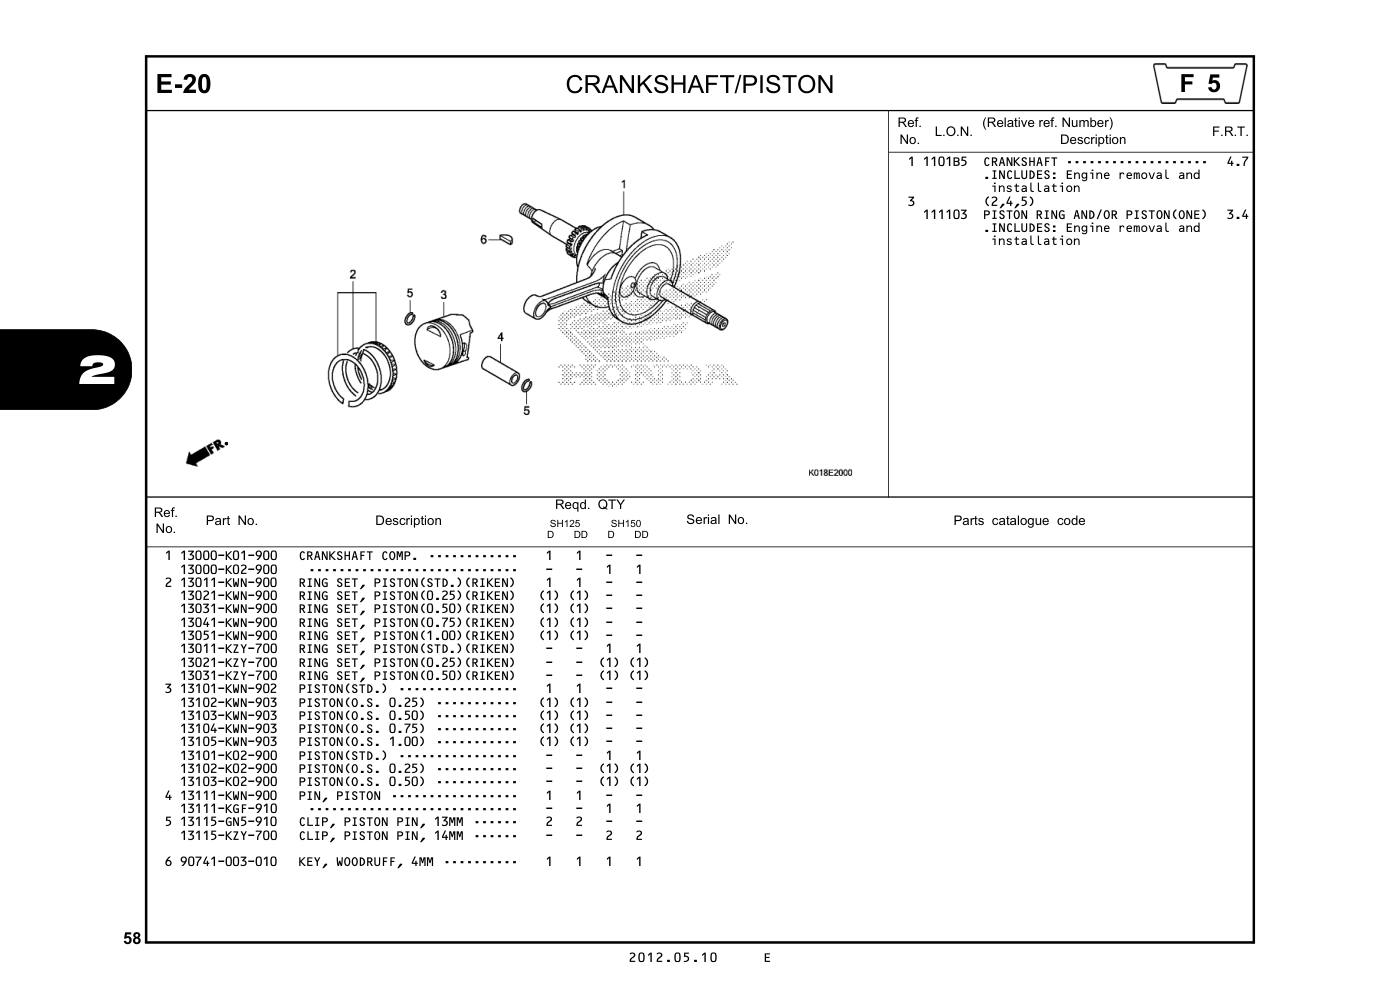 E-20
CRANKSHAFT/PISTON
F 5
1
6
2
5
3
4
5
HONDA
FR.
K018E2000
Ref. No. L.O.N. (Relative ref. Number) Description F.R.T.
1 1101B5 CRANKSHAFT ------------------- 4.7
.INCLUDES: Engine removal and
installation
3 (2,4,5)
111103 PISTON RING AND/OR PISTON(ONE) 3.4
.INCLUDES: Engine removal and
installation
2
Ref. No. Part No. Description Reqd. QTY Serial No. Parts catalogue code
SH125 SH150
D DD D DD
1 13000-K01-900 CRANKSHAFT COMP. ------------ 1 1 – –
13000-K02-900 ---------------------------- – – 1 1
2 13011-KWN-900 RING SET, PISTON(STD.)(RIKEN) 1 1 – –
13021-KWN-900 RING SET, PISTON(0.25)(RIKEN) (1) (1) – –
13031-KWN-900 RING SET, PISTON(0.50)(RIKEN) (1) (1) – –
13041-KWN-900 RING SET, PISTON(0.75)(RIKEN) (1) (1) – –
13051-KWN-900 RING SET, PISTON(1.00)(RIKEN) (1) (1) – –
13011-KZY-700 RING SET, PISTON(STD.)(RIKEN) – – 1 1
13021-KZY-700 RING SET, PISTON(0.25)(RIKEN) – – (1) (1)
13031-KZY-700 RING SET, PISTON(0.50)(RIKEN) – – (1) (1)
3 13101-KWN-902 PISTON(STD.) ---------------- 1 1 – –
13102-KWN-903 PISTON(O.S. 0.25) ----------- (1) (1) – –
13103-KWN-903 PISTON(O.S. 0.50) ----------- (1) (1) – –
13104-KWN-903 PISTON(O.S. 0.75) ----------- (1) (1) – –
13105-KWN-903 PISTON(O.S. 1.00) ----------- (1) (1) – –
13101-K02-900 PISTON(STD.) ---------------- – – 1 1
13102-K02-900 PISTON(O.S. 0.25) ----------- – – (1) (1)
13103-K02-900 PISTON(O.S. 0.50) ----------- – – (1) (1)
4 13111-KWN-900 PIN, PISTON ----------------- 1 1 – –
13111-KGF-910 ---------------------------- – – 1 1
5 13115-GN5-910 CLIP, PISTON PIN, 13MM ------ 2 2 – –
13115-KZY-700 CLIP, PISTON PIN, 14MM ------ – – 2 2
6 90741-003-010 KEY, WOODRUFF, 4MM ---------- 1 1 1 1
58
2012.05.10 E